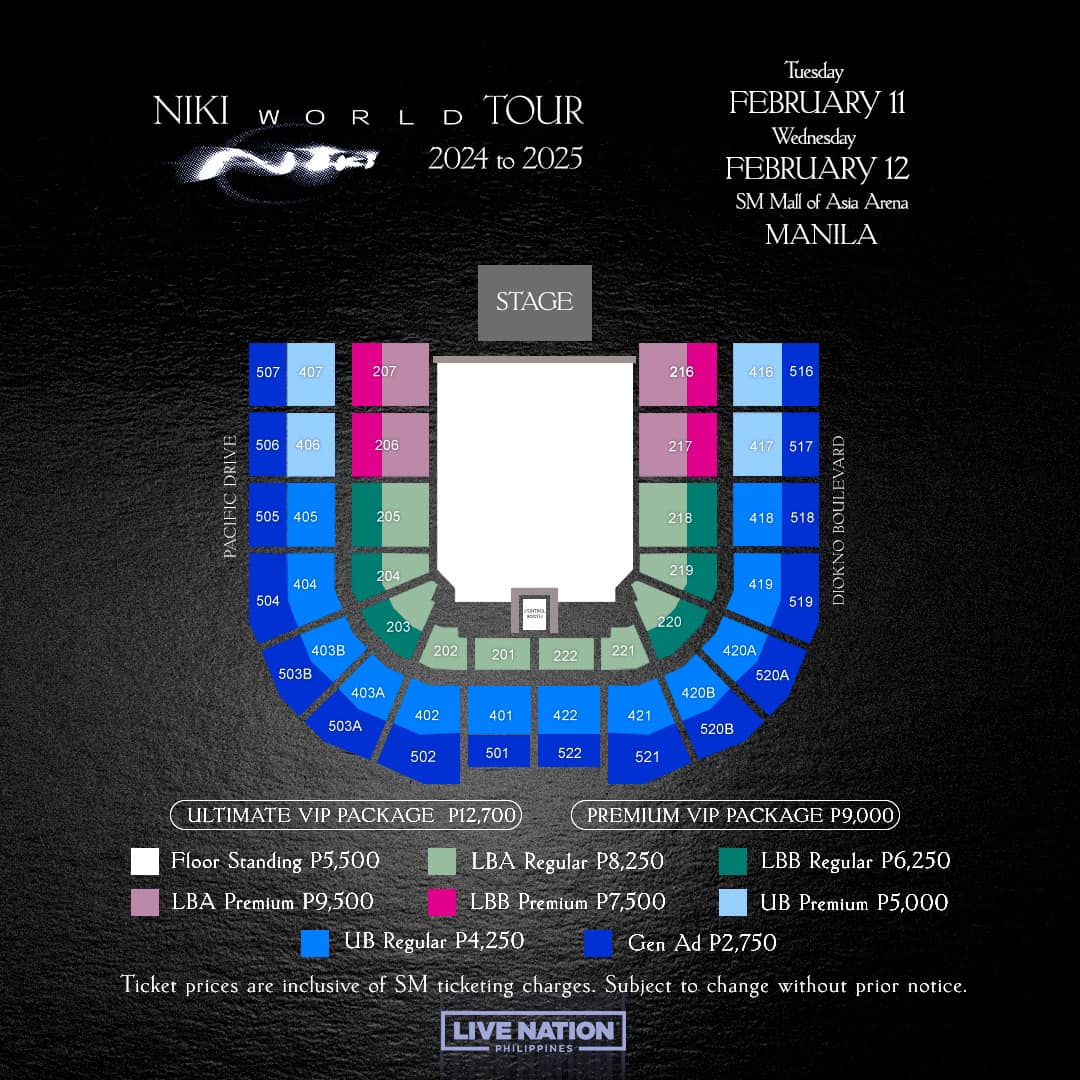 NIKI WORLD TOUR
2024 to 2025
Tuesday
FEBRUARY 11
Wednesday
FEBRUARY 12
SM Mall of Asia Arena
MANILA
STAGE
507 407 207 216 416 516
506 406 206 217 417 517
505 405 205 218 418 518
504 404 204 219 419 519
503B 403B 203 220 420A 520A
503A 403A 202 201 222 221 420B 520B
402 401 422 421
502 501 522 521
PACIFIC DRIVE
DIOKNO BOULEVARD
CONTROL
BOOTH
ULTIMATE VIP PACKAGE P12,700
PREMIUM VIP PACKAGE P9,000
Floor Standing P5,500
LBA Regular P8,250
LBB Regular P6,250
LBA Premium P9,500
LBB Premium P7,500
UB Premium P5,000
UB Regular P4,250
Gen Ad P2,750
Ticket prices are inclusive of SM ticketing charges. Subject to change without prior notice.
LIVE NATION
PHILIPPINES